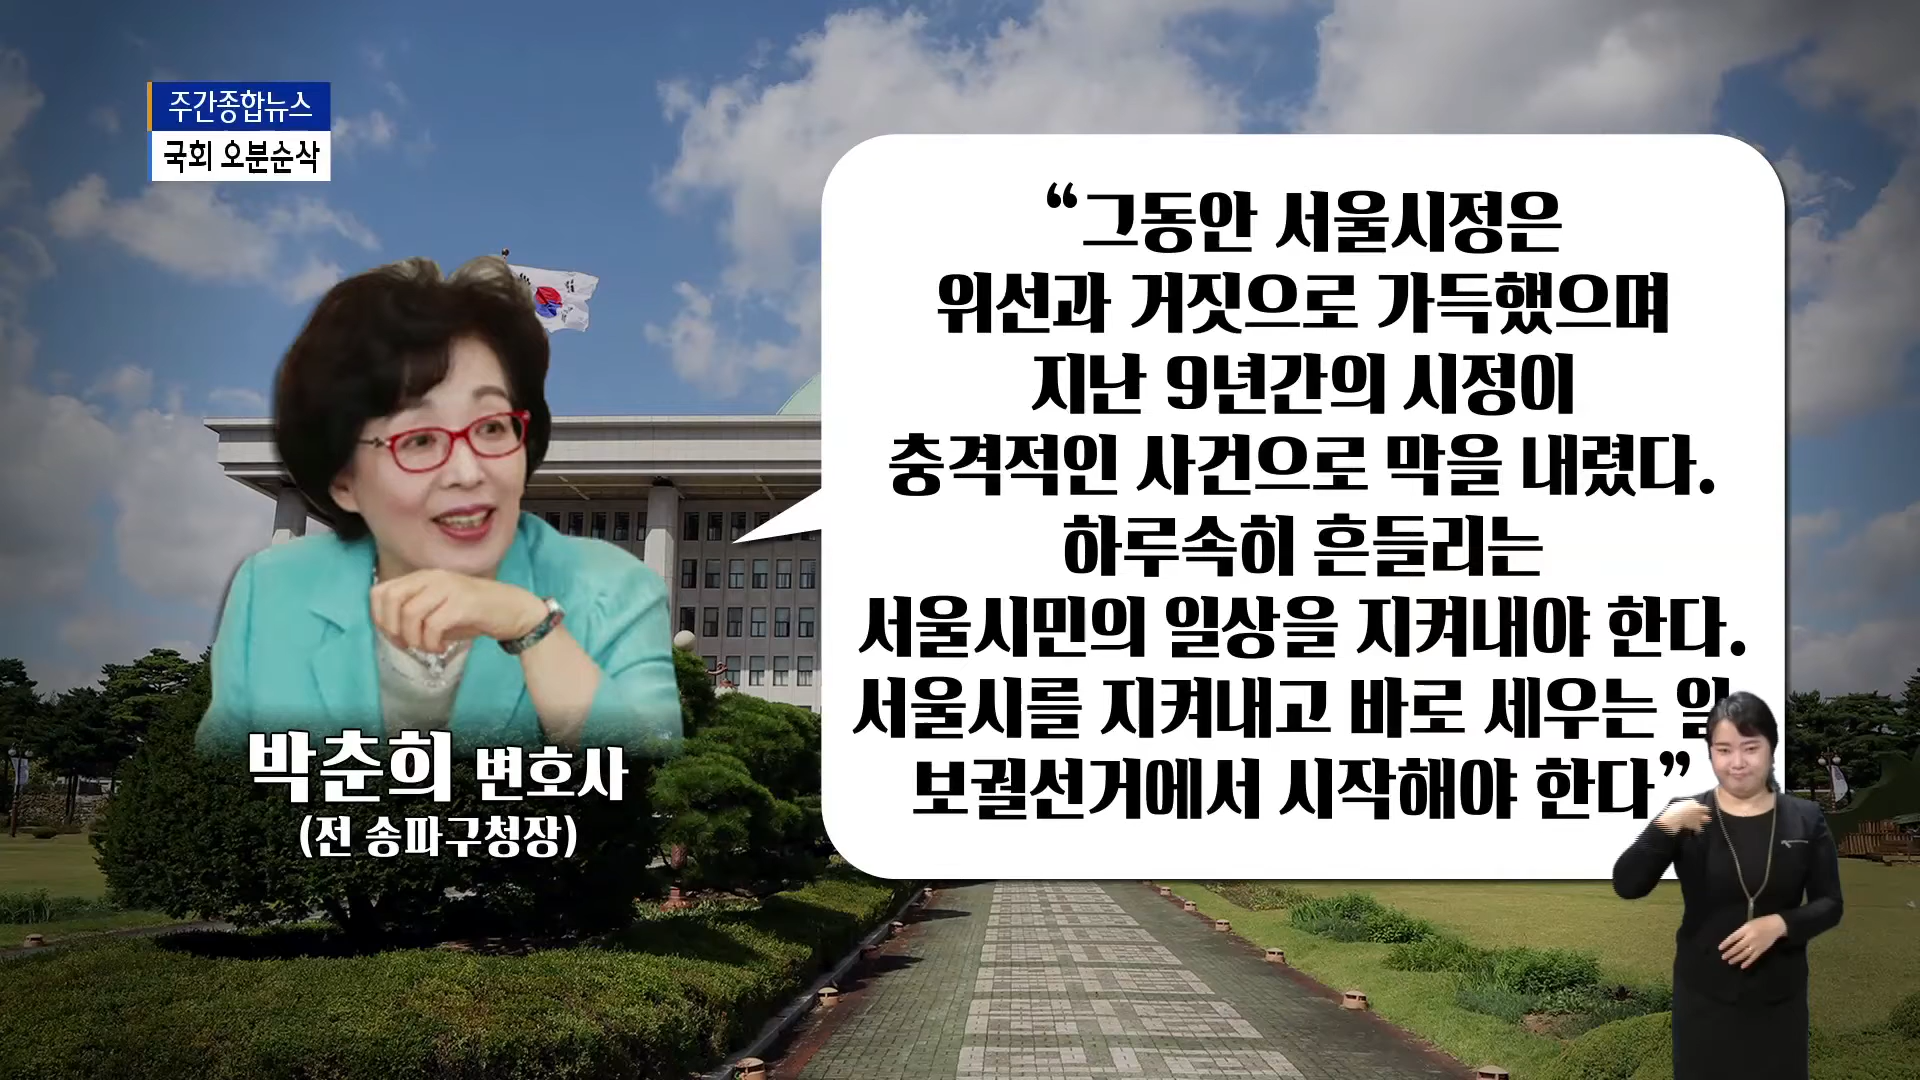 주간종합뉴스
국회 오분순삭
“그동안 서울시정은
위선과 거짓으로 가득했으며
지난 9년간의 시정이
충격적인 사건으로 막을 내렸다.
하루속히 흔들리는
서울시민의 일상을 지켜내야 한다.
서울시를 지켜내고 바로 세우는
보궐선거에서 시작해야 한다”
박춘희 변호사
(전 송파구청장)